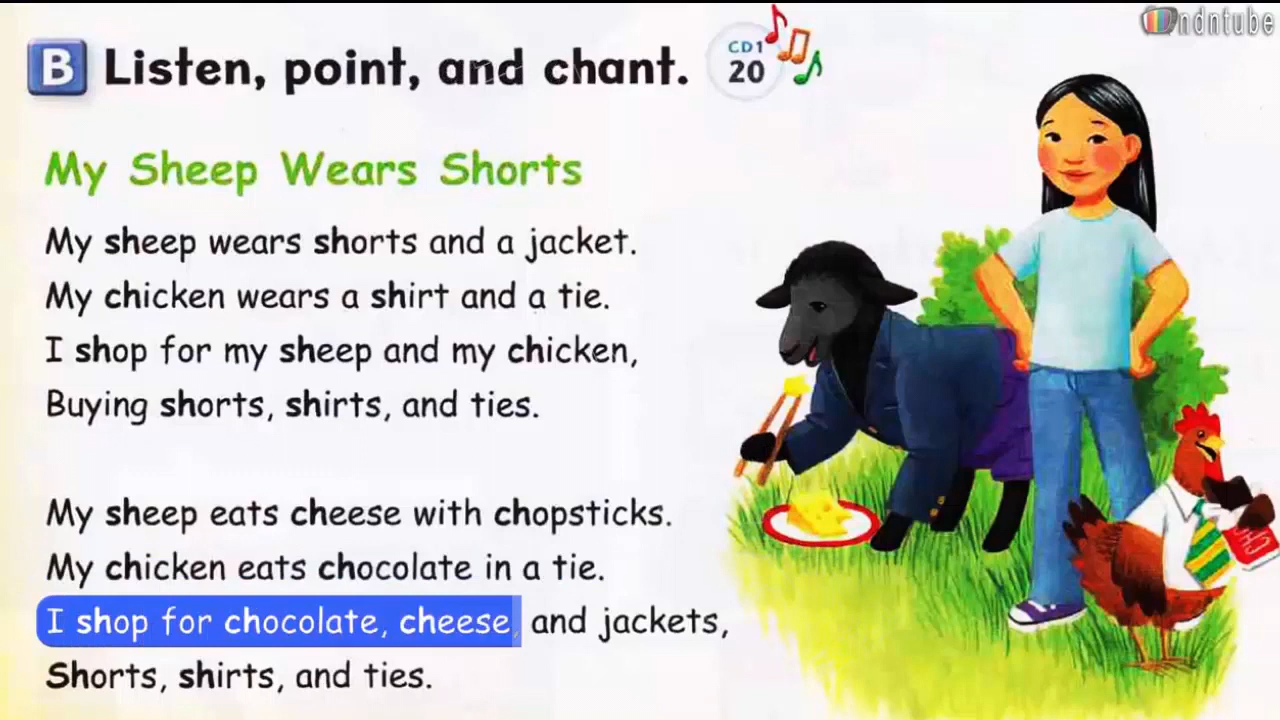 ndntube
B Listen, point, and chant.
CD1
20
My Sheep Wears Shorts
My sheep wears shorts and a jacket.
My chicken wears a shirt and a tie.
I shop for my sheep and my chicken,
Buying shorts, shirts, and ties.
My sheep eats cheese with chopsticks.
My chicken eats chocolate in a tie.
I shop for chocolate, cheese, and jackets,
Shorts, shirts, and ties.